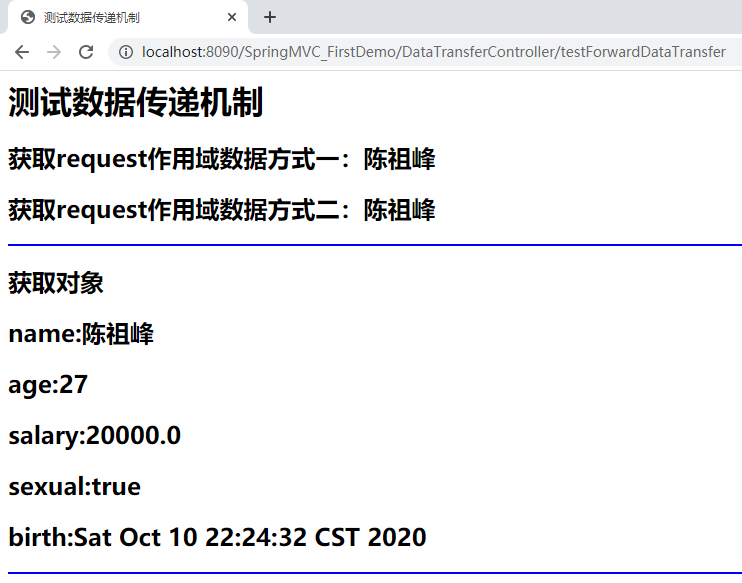 测试数据传递机制
localhost:8090/SpringMVC_FirstDemo/DataTransferController/testForwardDataTransfer
测试数据传递机制
获取request作用域数据方式一：陈祖峰
获取request作用域数据方式二：陈祖峰
获取对象
name:陈祖峰
age:27
salary:20000.0
sexual:true
birth:Sat Oct 10 22:24:32 CST 2020